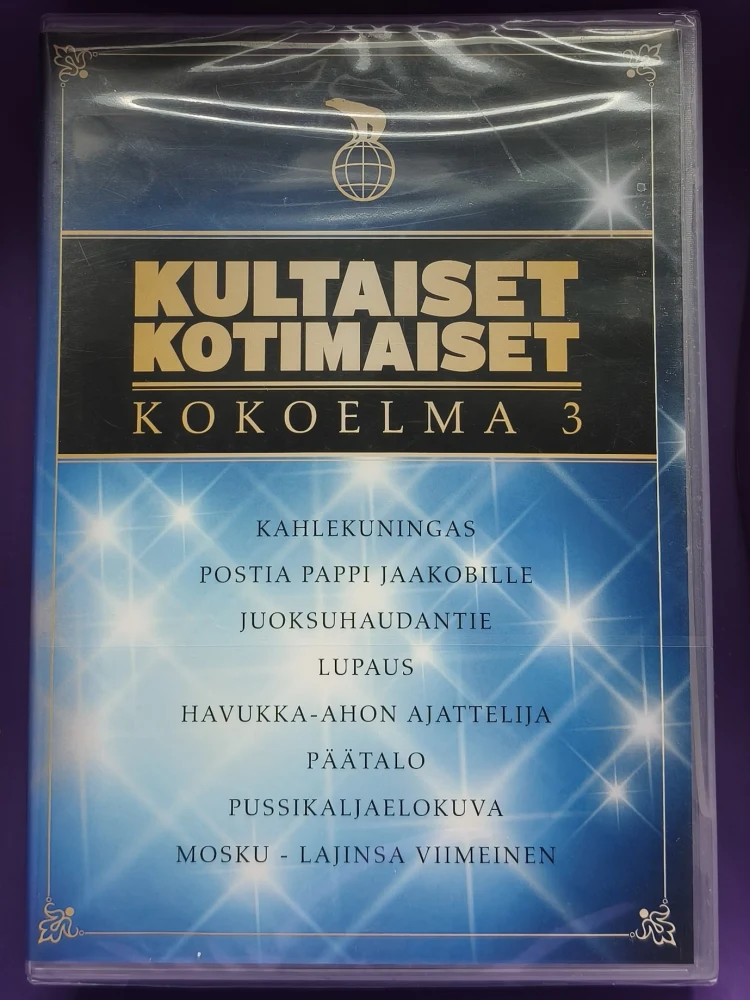 KULTAISET
KOTIMAISET
KOKOELMA 3
KAHLEKUNINGAS
POSTIA PAPPI JAAKOBILLE
JUOKSUHAUDANTIE
LUPAUS
HAVUKKA-AHON AJATTELIJA
PÄÄTALO
PUSSIKALJAELOKUVA
MOSKU - LAJINSA VIIMEINEN